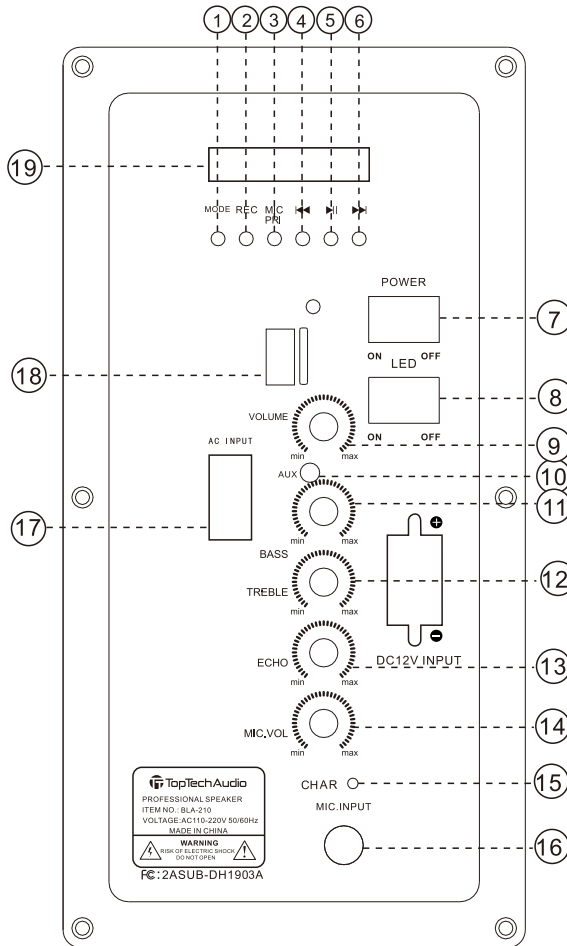 1 2 3 4 5 6
19
MODE REC MIC PRI ⏮ ⏯ ⏭
POWER
7
ON OFF
LED
18
8
VOLUME
ON OFF
min max
9
AC INPUT
AUX
10
11
17
min max
BASS
12
TREBLE
min max
DC12V INPUT
ECHO
13
min max
MIC.VOL
14
min max
CHAR
15
MIC.INPUT
16
TopTechAudio
PROFESSIONAL SPEAKER
ITEM NO.: BLA-210
VOLTAGE:AC110-220V 50/60Hz
MADE IN CHINA
WARNING
RISK OF ELECTRIC SHOCK
DO NOT OPEN
FC:2ASUB-DH1903A